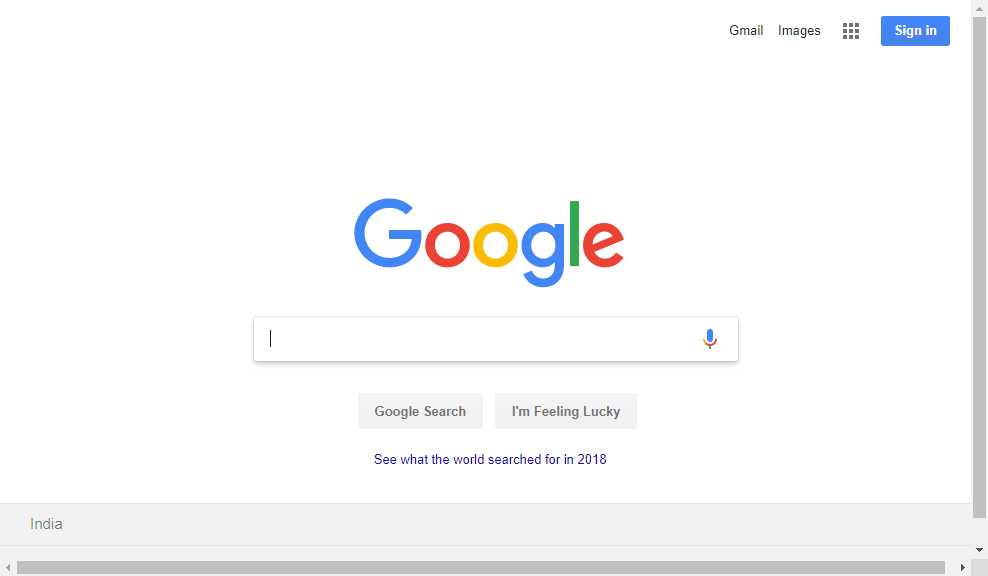 Gmail Images Sign in
Google
Google Search I'm Feeling Lucky
See what the world searched for in 2018
India